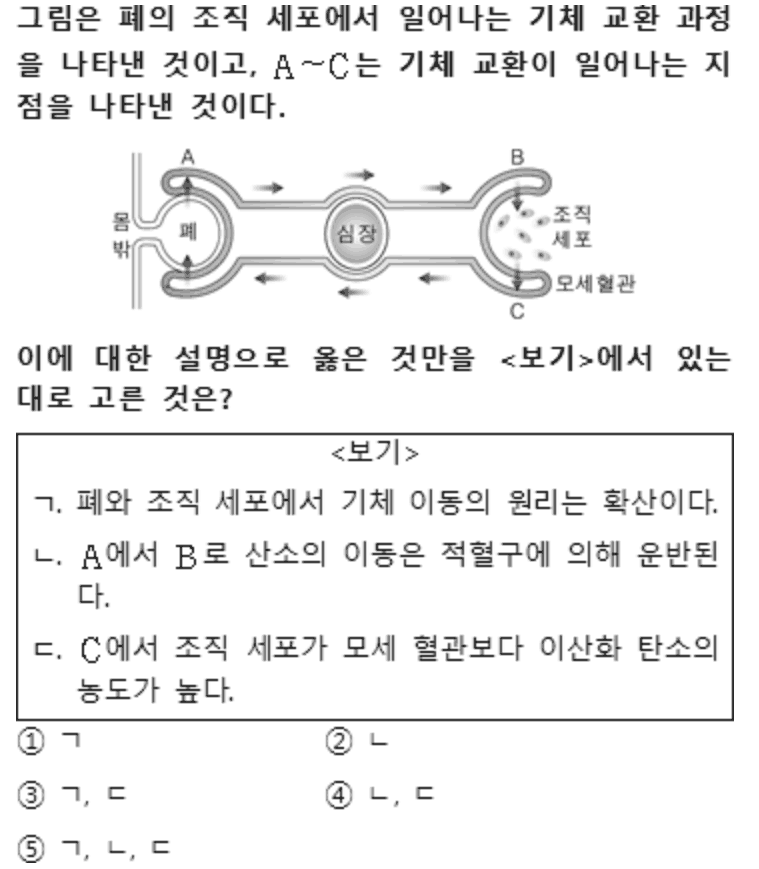 그림은 폐의 조직 세포에서 일어나는 기체 교환 과정
을 나타낸 것이고, A~C는 기체 교환이 일어나는 지
점을 나타낸 것이다.
A
B
몸
밖
폐
심장
조직
세포
모세혈관
C
이에 대한 설명으로 옳은 것만을 <보기>에서 있는
대로 고른 것은?
<보기>
ㄱ. 폐와 조직 세포에서 기체 이동의 원리는 확산이다.
ㄴ. A에서 B로 산소의 이동은 적혈구에 의해 운반된
다.
ㄷ. C에서 조직 세포가 모세 혈관보다 이산화 탄소의
농도가 높다.
① ㄱ ② ㄴ
③ ㄱ, ㄷ ④ ㄴ, ㄷ
⑤ ㄱ, ㄴ, ㄷ